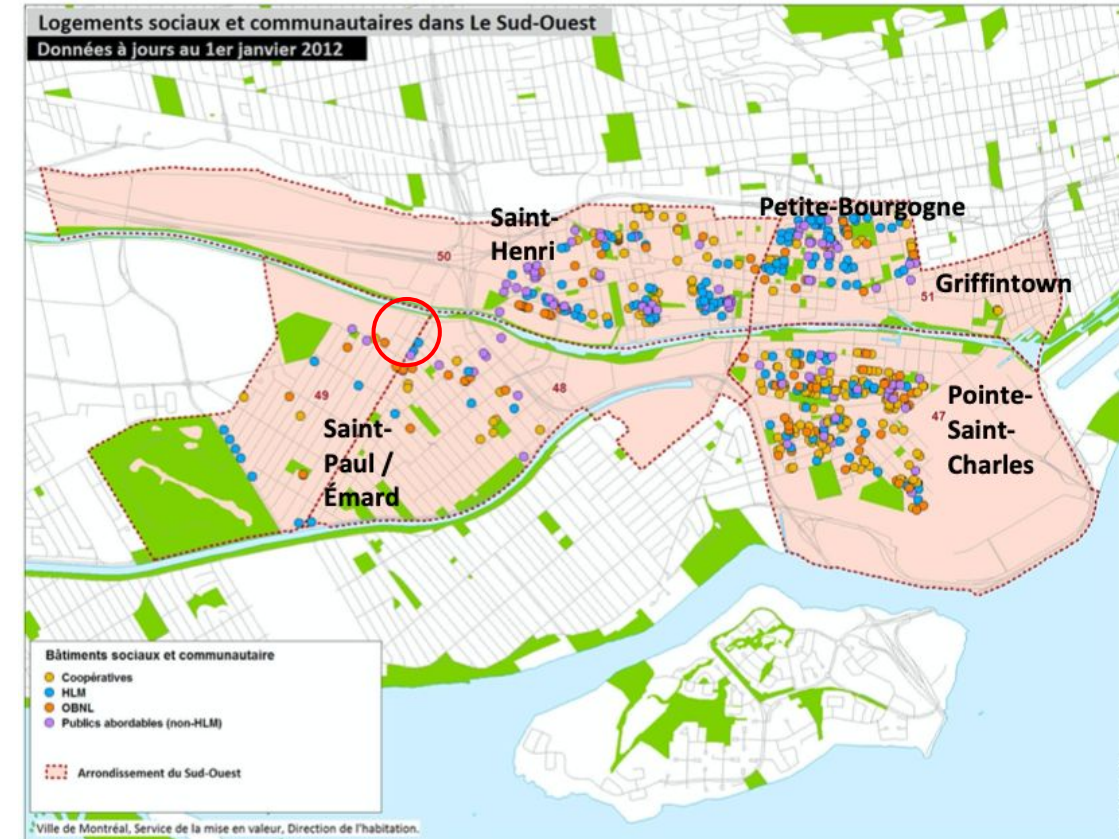 Logements sociaux et communautaires dans Le Sud-Ouest
Données à jours au 1er janvier 2012
Saint-
Henri
Petite-Bourgogne
50
51
Griffintown
49
48
Saint-
Paul /
Émard
47
Pointe-
Saint-
Charles
Bâtiments sociaux et communautaire
Coopératives
HLM
OBNL
Publics abordables (non-HLM)
Arrondissement du Sud-Ouest
Ville de Montréal, Service de la mise en valeur, Direction de l'habitation.